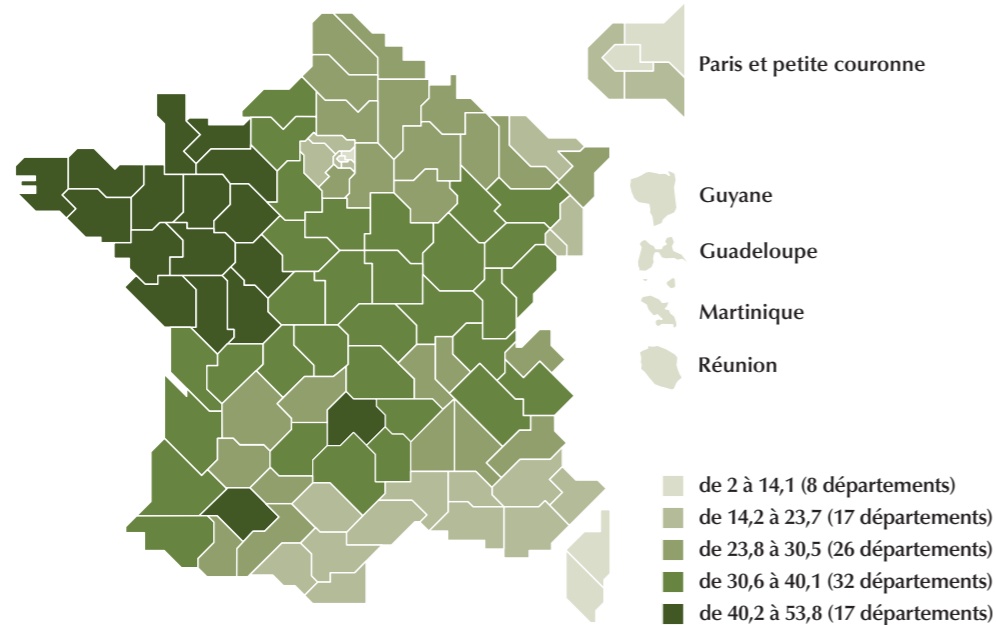 Paris et petite couronne
Guyane
Guadeloupe
Martinique
Réunion
de 2 à 14,1 (8 départements)
de 14,2 à 23,7 (17 départements)
de 23,8 à 30,5 (26 départements)
de 30,6 à 40,1 (32 départements)
de 40,2 à 53,8 (17 départements)